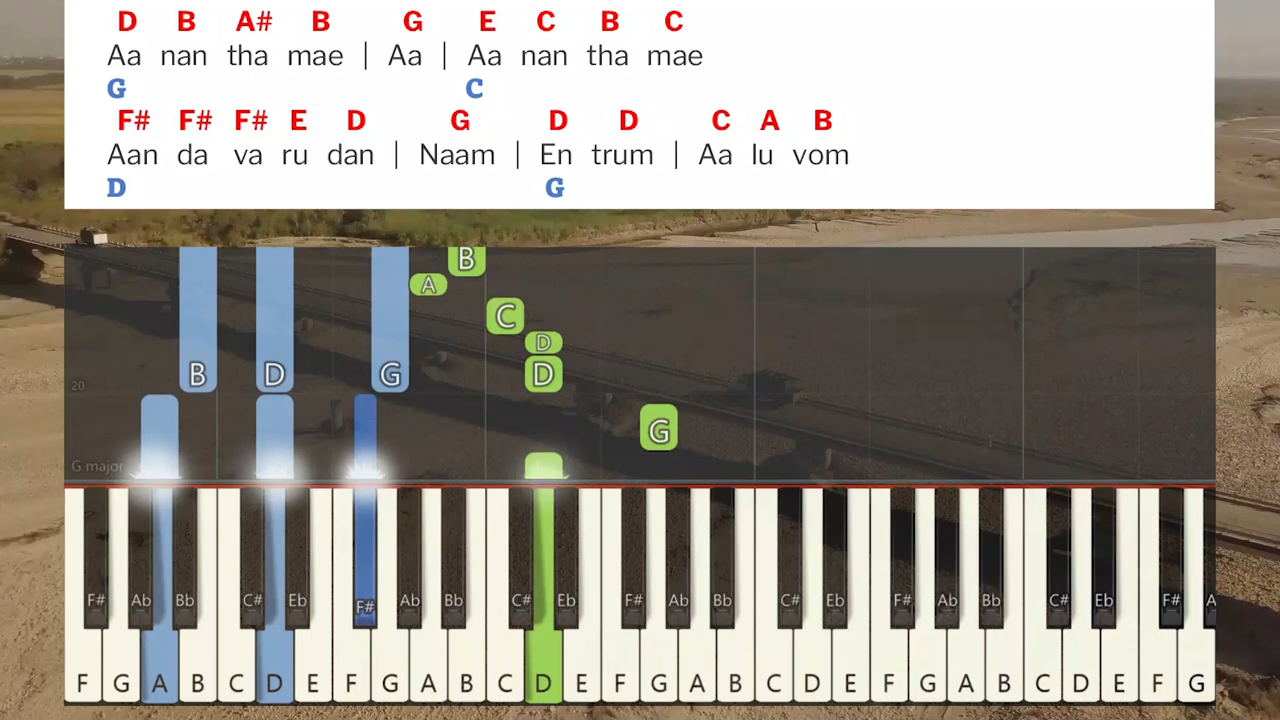 D B A# B G E C B C
Aa nan tha mae | Aa | Aa nan tha mae
G C
F# F# F# E D G D D C A B
Aan da va ru dan | Naam | En trum | Aa lu vom
D G
B
A
C
D
B D G D
20
G
G major
F# Ab Bb C# Eb F# Ab Bb C# Eb F# Ab Bb C# Eb F# Ab Bb C# Eb F# A
F G A B C D E F G A B C D E F G A B C D E F G A B C D E F G